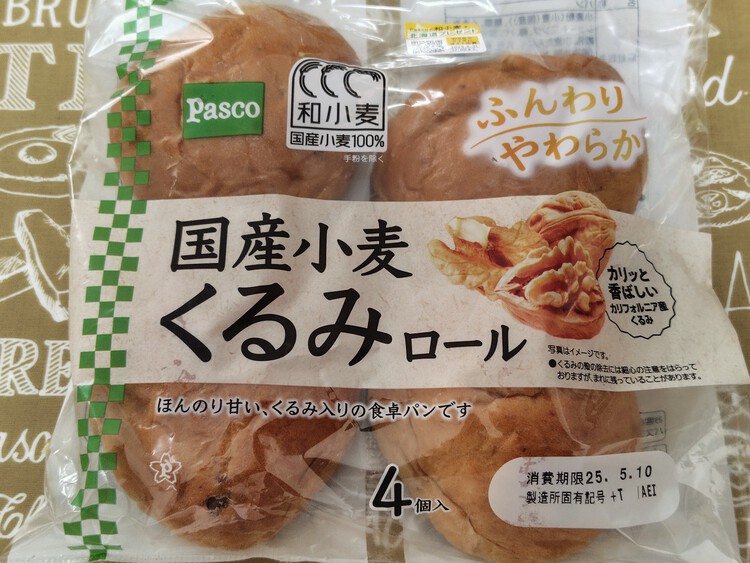 Pasco
和小麦
国産小麦100%
手粉を除く
ふんわり
やわらか
国産小麦
くるみロール
カリッと
香ばしい
カリフォルニア産
くるみ
写真はイメージです。
●くるみの殻の除去には細心の注意をはらって
おりますが、まれに残っていることがあります。
ほんのり甘い、くるみ入りの食卓パンです
4個入
消費期限25. 5.10
製造所固有記号 +T IAEI